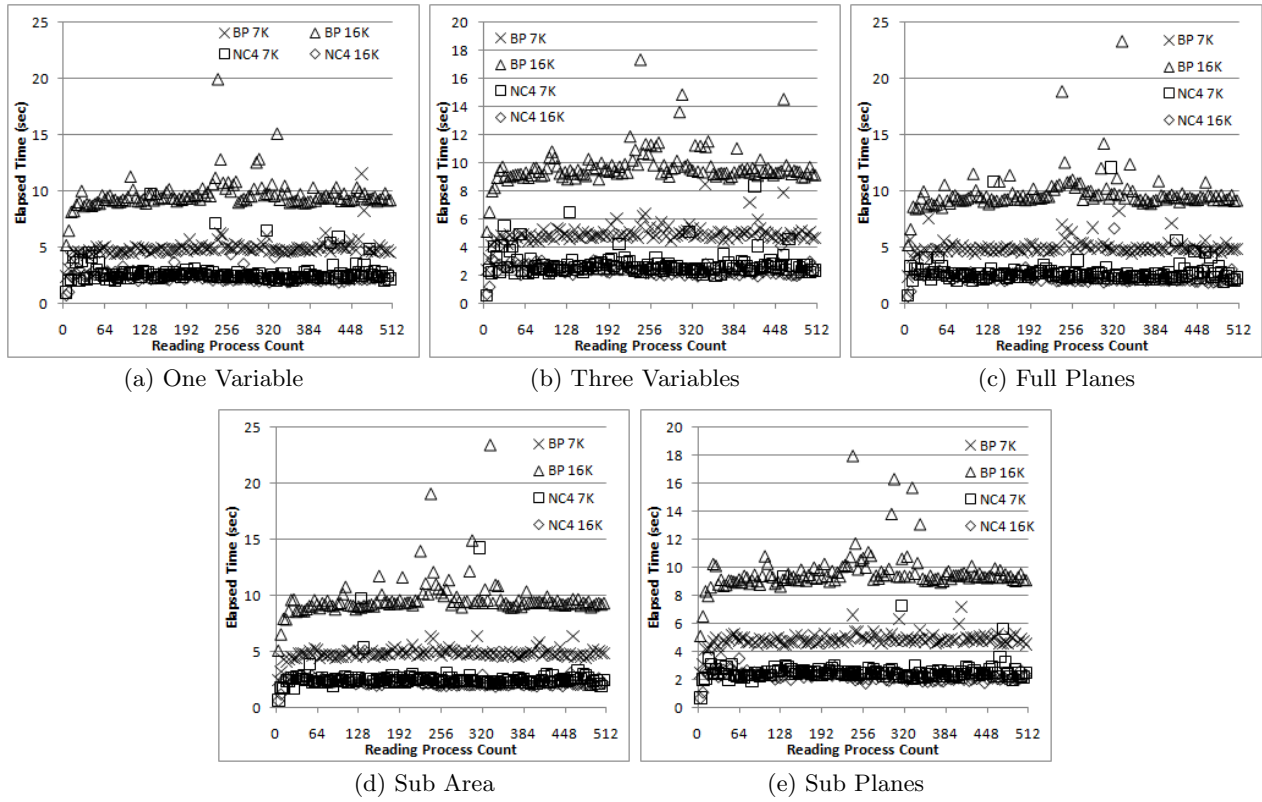 25
20
15
10
5
0
Elapsed Time (sec)
BP 7K
BP 16K
NC4 7K
NC4 16K
0 64 128 192 256 320 384 448 512
Reading Process Count
(a) One Variable
20
18
16
14
12
10
8
6
4
2
0
Elapsed Time (sec)
BP 7K
BP 16K
NC4 7K
NC4 16K
0 64 128 192 256 320 384 448 512
Reading Process Count
(b) Three Variables
25
20
15
10
5
0
Elapsed Time (sec)
BP 7K
BP 16K
NC4 7K
NC4 16K
0 64 128 192 256 320 384 448 512
Reading Process Count
(c) Full Planes
25
20
15
10
5
0
Elapsed Time (sec)
BP 7K
BP 16K
NC4 7K
NC4 16K
0 64 128 192 256 320 384 448 512
Reading Process Count
(d) Sub Area
20
18
16
14
12
10
8
6
4
2
0
Elapsed Time (sec)
BP 7K
BP 16K
NC4 7K
NC4 16K
0 64 128 192 256 320 384 448 512
Reading Process Count
(e) Sub Planes